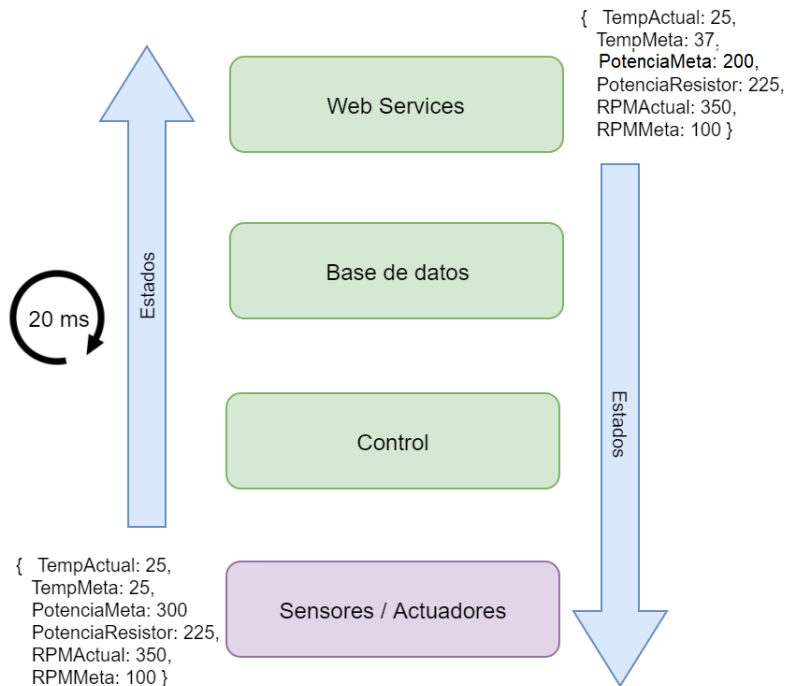 { TempActual: 25,
TempMeta: 37,
PotenciaMeta: 200,
PotenciaResistor: 225,
RPMActual: 350,
RPMMeta: 100 }
Web Services
Base de datos
Estados
20 ms
Control
Estados
{ TempActual: 25,
TempMeta: 25,
PotenciaMeta: 300
PotenciaResistor: 225,
RPMActual: 350,
RPMMeta: 100 }
Sensores / Actuadores